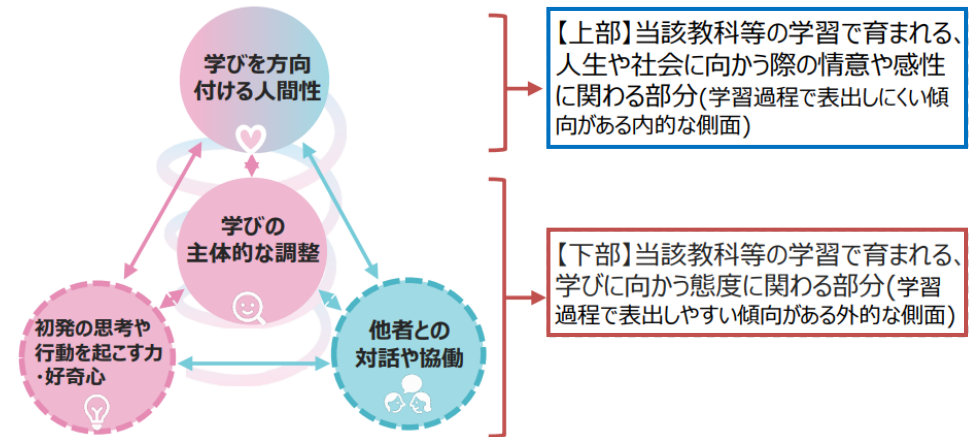 学びを方向
付ける人間性
学びの
主体的な調整
初発の思考や
行動を起こす力
・好奇心
他者との
対話や協働
【上部】当該教科等の学習で育まれる、
人生や社会に向かう際の情意や感性
に関わる部分(学習過程で表出しにくい傾
向がある内的な側面)
【下部】当該教科等の学習で育まれる、
学びに向かう態度に関わる部分(学習
過程で表出しやすい傾向がある外的な側面)